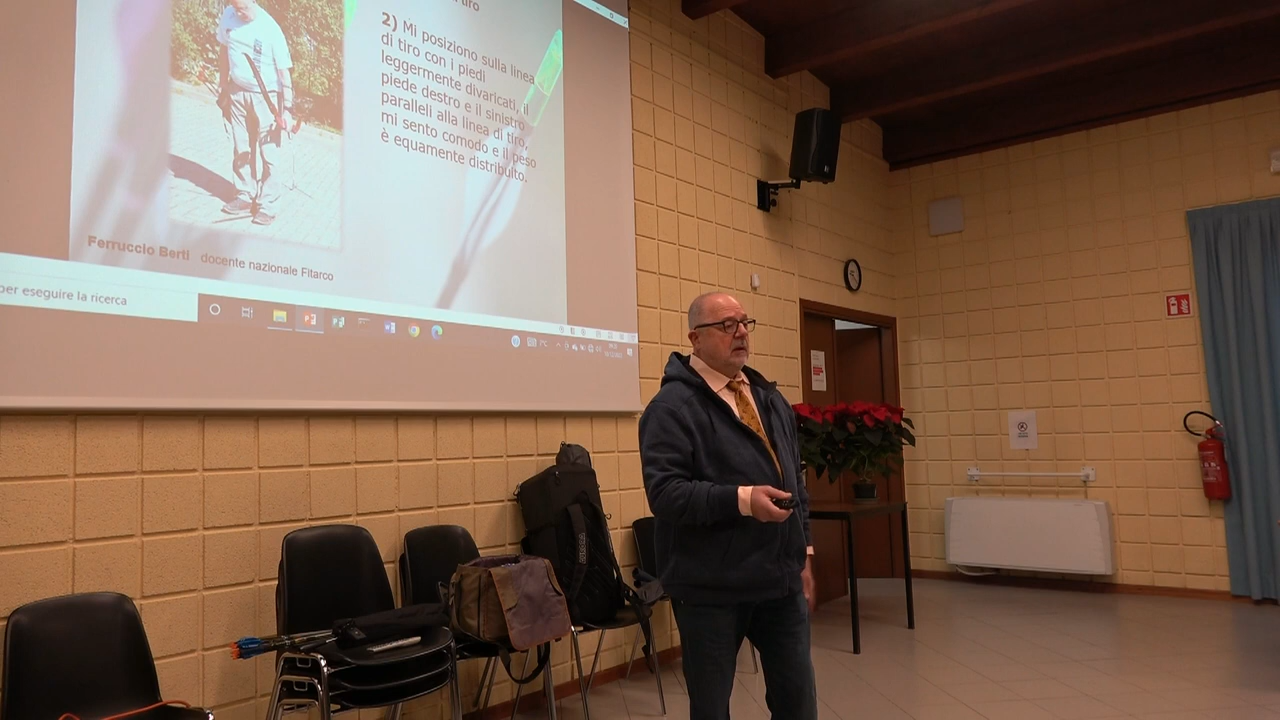 tiro
2) Mi posiziono sulla linea
di tiro con i piedi
leggermente divaricati, il
piede destro e il sinistro
paralleli alla linea di tiro,
mi sento comodo e il peso
è equamente distribuito.
Ferruccio Berti docente nazionale Fitarco
per eseguire la ricerca